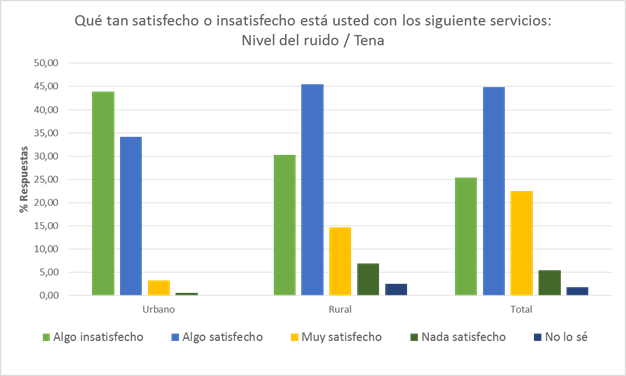 Qué tan satisfecho o insatisfecho está usted con los siguiente servicios:
Nivel del ruido / Tena
50,00
45,00
40,00
35,00
30,00
25,00
20,00
15,00
10,00
5,00
0,00
% Respuestas
Urbano Rural Total
Algo insatisfecho Algo satisfecho Muy satisfecho Nada satisfecho No lo sé